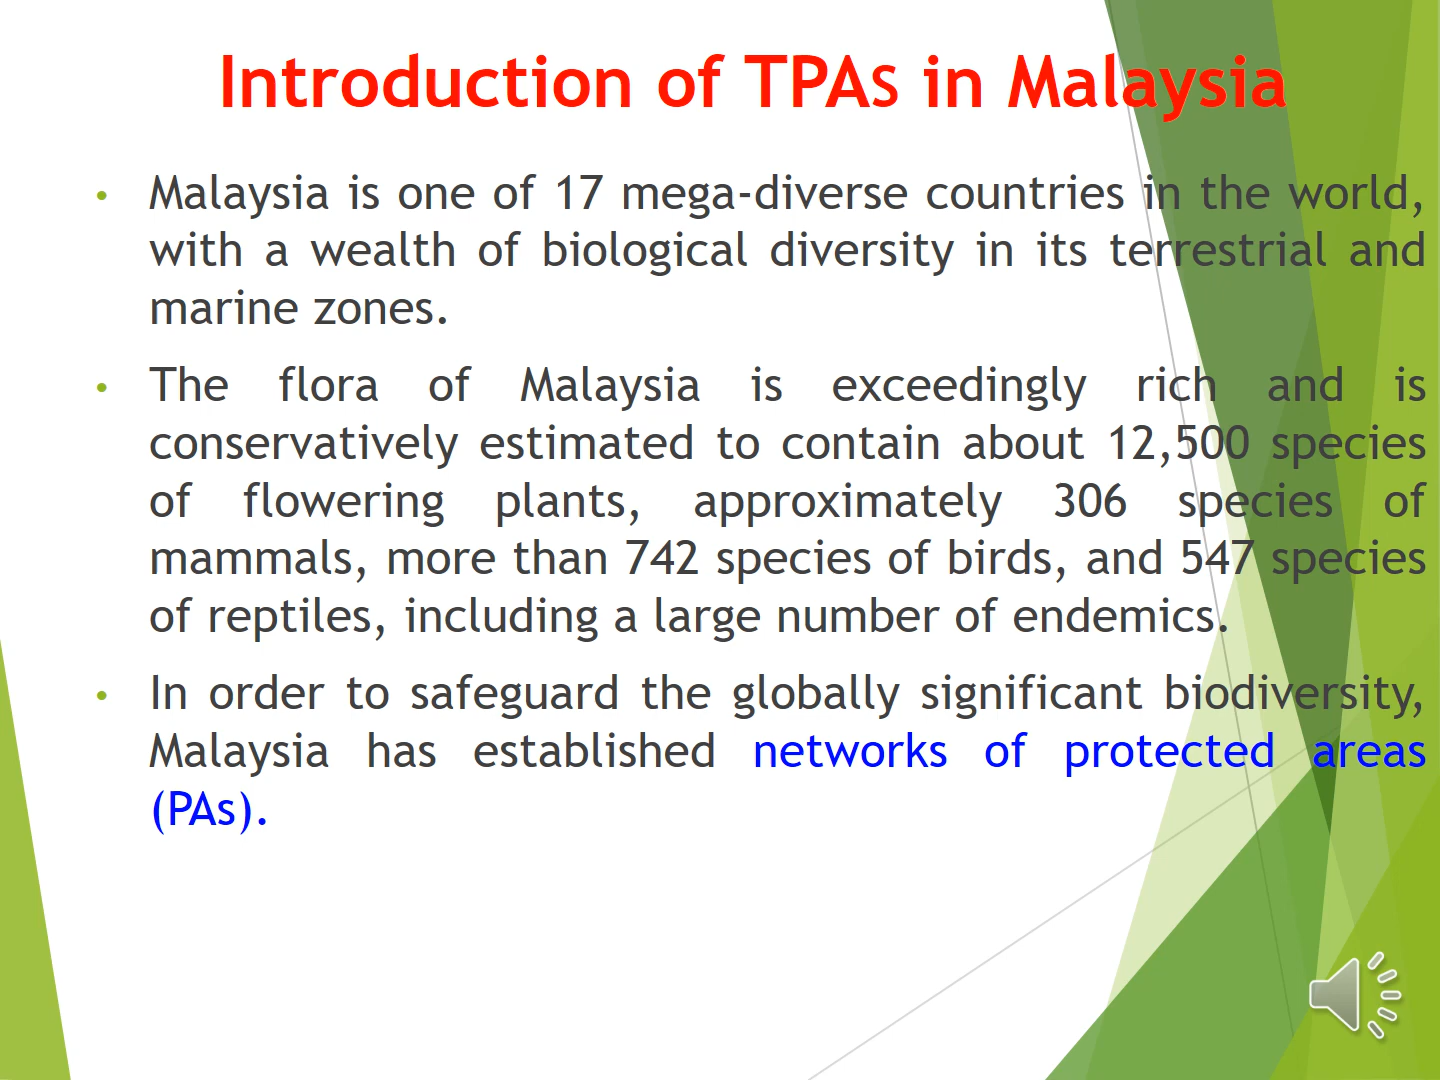 Introduction of TPAs in Malaysia
• Malaysia is one of 17 mega-diverse countries in the world,
with a wealth of biological diversity in its terrestrial and
marine zones.
• The flora of Malaysia is exceedingly rich and is
conservatively estimated to contain about 12,500 species
of flowering plants, approximately 306 species of
mammals, more than 742 species of birds, and 547 species
of reptiles, including a large number of endemics.
• In order to safeguard the globally significant biodiversity,
Malaysia has established networks of protected areas
(PAs).